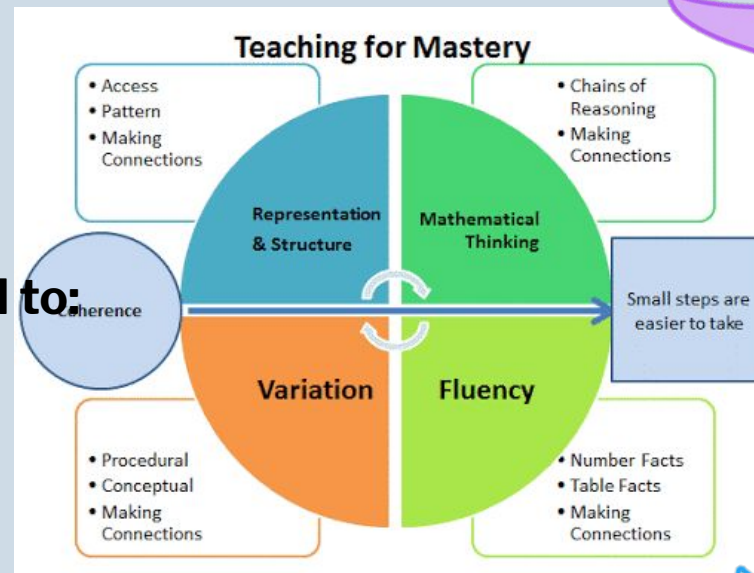 Teaching for Mastery
• Access
• Pattern
• Making
Connections
• Chains of
Reasoning
• Making
Connections
Representation
& Structure
Mathematical
Thinking
to:
Coherence
Small steps are
easier to take
Variation
Fluency
• Procedural
• Conceptual
• Making
Connections
• Number Facts
• Table Facts
• Making
Connections